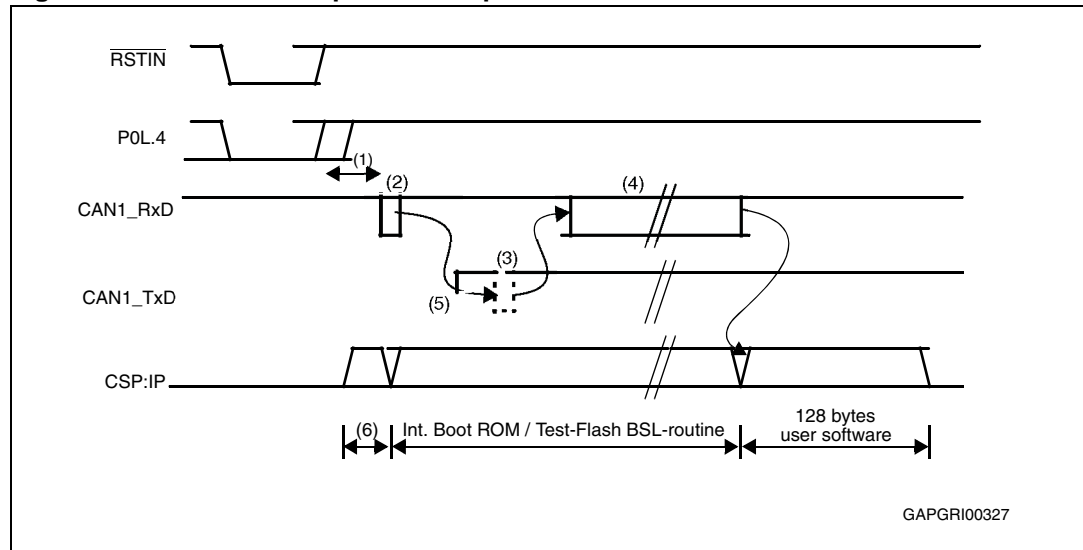 RSTIN
P0L.4
(1)
(2)
(4)
CAN1_RxD
(3)
(5)
CAN1_TxD
CSP:IP
(6)
Int. Boot ROM / Test-Flash BSL-routine
128 bytes
user software
GAPGRI00327